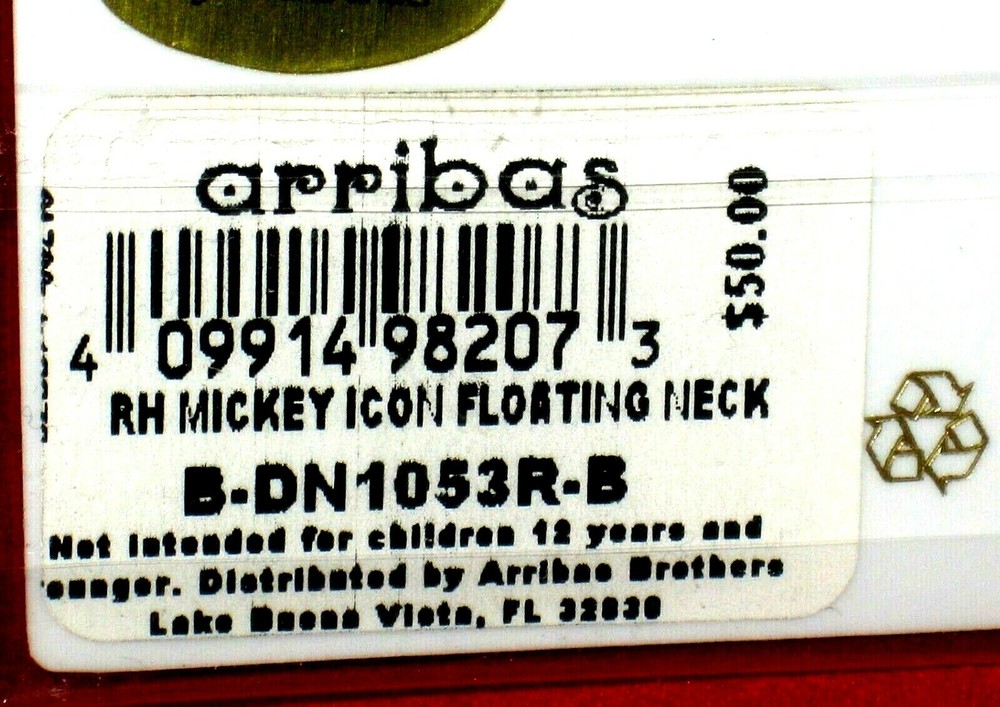 arribas
$50.00
4 09914 98207 3
RH MICKEY ICON FLOATING NECK
B-DN1053R-B
Not intended for children 12 years and
ounger. Distributed by Arribas Brothers
Lake Buena Vista, FL 32830